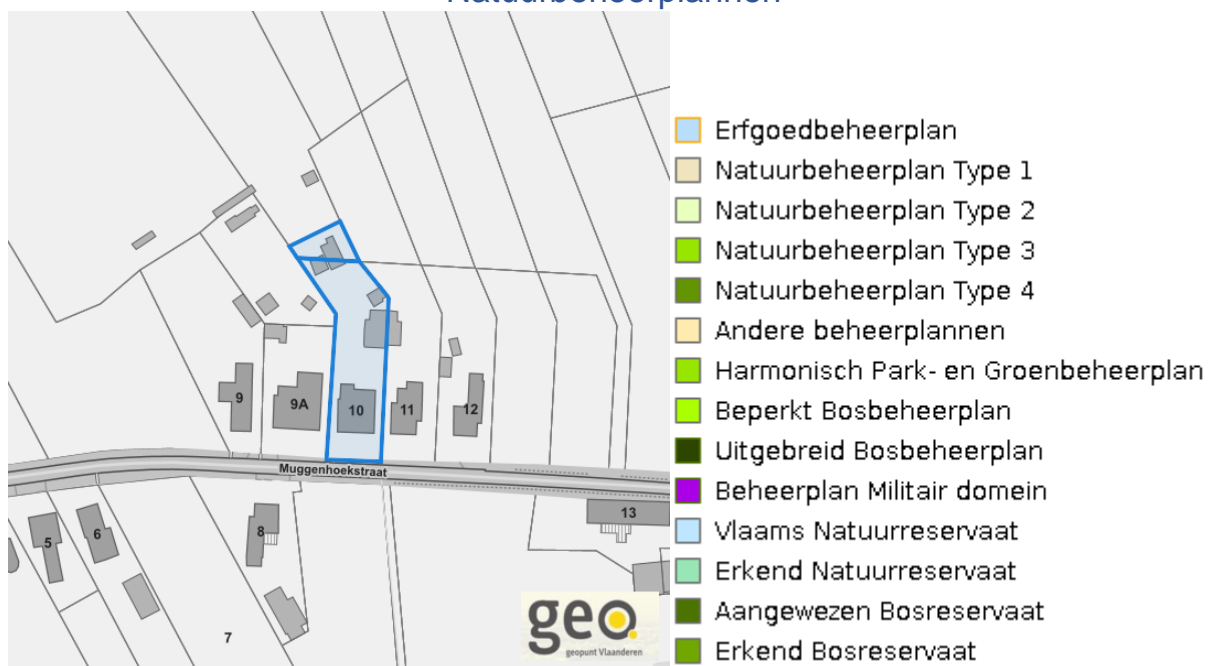 Natuurbeheerplannen
9
9A
10
11
12
Muggenhoekstraat
5
6
8
13
7
geo
geopunt Vlaanderen
Erfgoedbeheerplan
Natuurbeheerplan Type 1
Natuurbeheerplan Type 2
Natuurbeheerplan Type 3
Natuurbeheerplan Type 4
Andere beheerplannen
Harmonisch Park- en Groenbeheerplan
Beperkt Bosbeheerplan
Uitgebreid Bosbeheerplan
Beheerplan Militair domein
Vlaams Natuurreservaat
Erkend Natuurreservaat
Aangewezen Bosreservaat
Erkend Bosreservaat